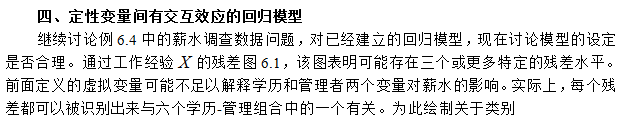 四、定性变量间有交互效应的回归模型
继续讨论例 6.4 中的薪水调查数据问题，对已经建立的回归模型，现在讨论模型的设定
是否合理。通过工作经验 X 的残差图 6.1，该图表明可能存在三个或更多特定的残差水平。
前面定义的虚拟变量可能不足以解释学历和管理者两个变量对薪水的影响。实际上，每个残
差都可以被识别出来与六个学历-管理组合中的一个有关。为此绘制关于类别